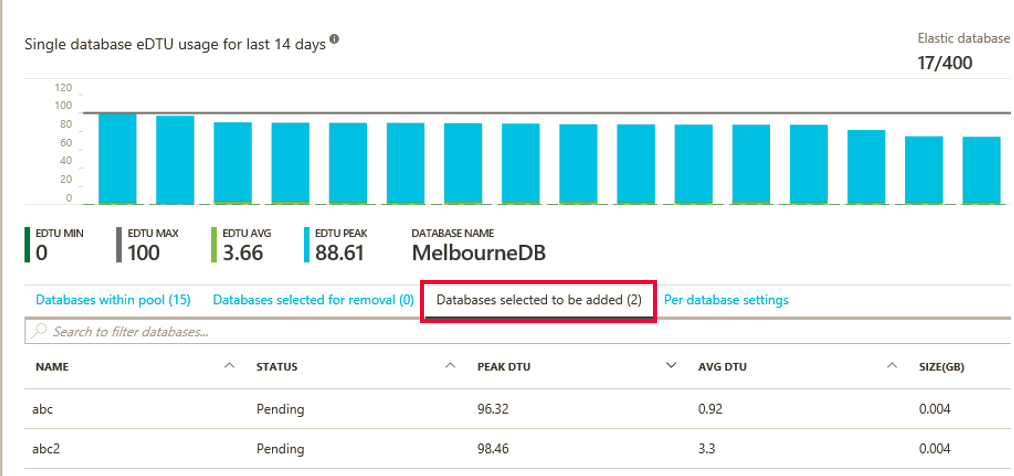 Single database eDTU usage for last 14 days
Elastic database
17/400
120
100
80
60
40
20
0
EDTU MIN
0
EDTU MAX
100
EDTU AVG
3.66
EDTU PEAK
88.61
DATABASE NAME
MelbourneDB
Databases within pool (15) Databases selected for removal (0) Databases selected to be added (2) Per database settings
Search to filter databases...
NAME STATUS PEAK DTU AVG DTU SIZE(GB)
abc Pending 96.32 0.92 0.004
abc2 Pending 98.46 3.3 0.004